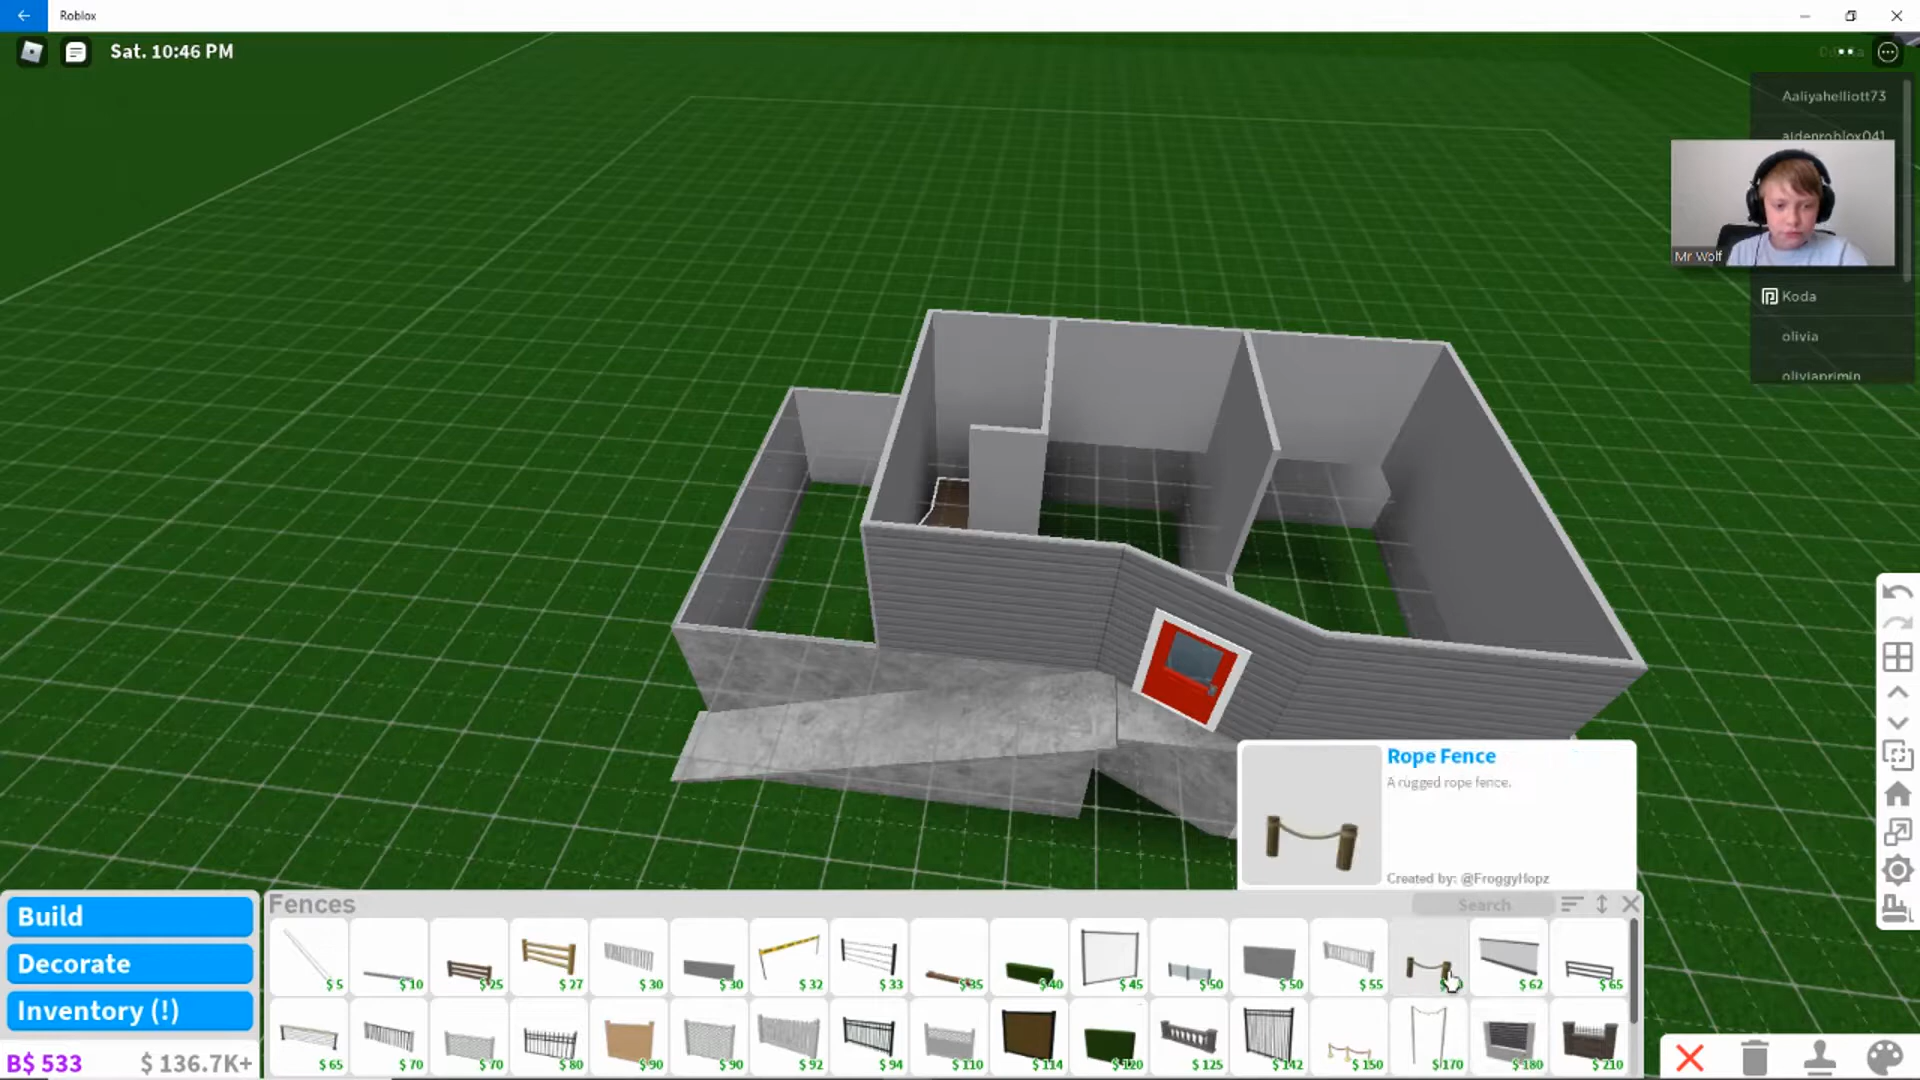 Roblox
Sat. 10:46 PM
Aaliyahelliott73
aidenroblox041
Mr Wolf
Koda
olivia
oliviaprimin
Rope Fence
A rugged rope fence.
Created by: @FroggyHopz
Build
Decorate
Inventory (!)
B$ 533
$ 136.7K+
Fences
Search
$ 5
$ 10
$ 25
$ 27
$ 30
$ 30
$ 32
$ 33
$ 35
$ 40
$ 45
$ 50
$ 50
$ 55
$ 62
$ 65
$ 65
$ 70
$ 70
$ 80
$ 90
$ 90
$ 92
$ 94
$ 110
$ 114
$ 120
$ 125
$ 142
$ 150
$ 170
$ 180
$ 210